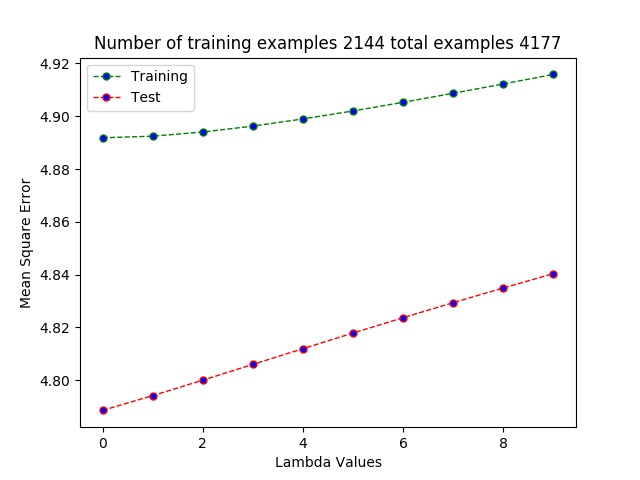 Number of training examples 2144 total examples 4177
Training
Test
4.92
4.90
4.88
4.86
4.84
4.82
4.80
Mean Square Error
0 2 4 6 8
Lambda Values